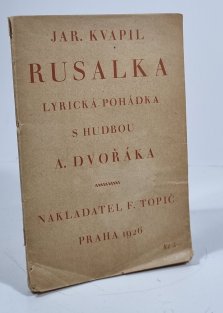 JAR. KVAPIL
RUSALKA
LYRICKÁ POHÁDKA
S HUDBOU
A. DVOŘÁKA
NAKLADATEL F. TOPIČ
PRAHA 1926